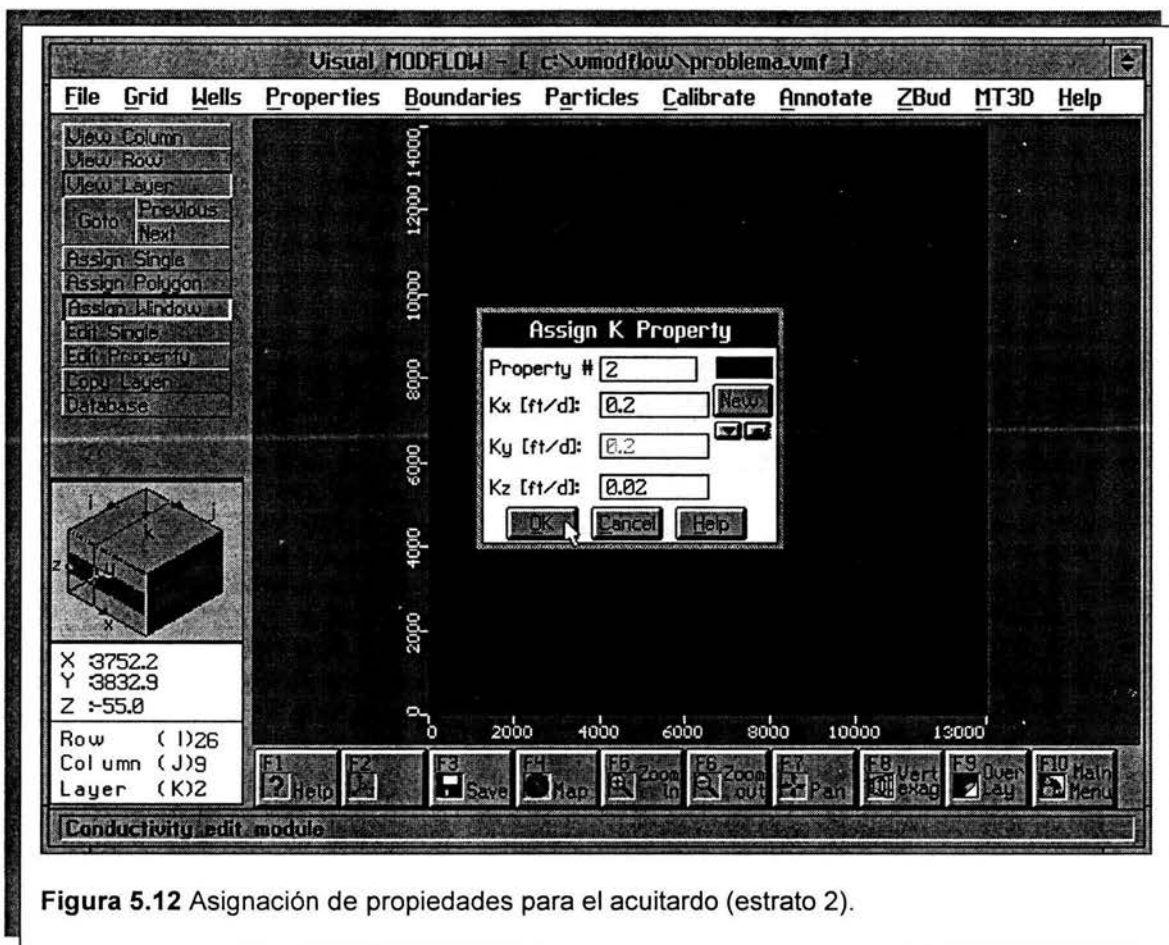 Visual MODFLOW - [ c:\vmodflow\problema.vmf ]
File Grid Wells Properties Boundaries Particles Calibrate Annotate ZBud MT3D Help
View Column
View Row
View Layer
Goto
Previous
Next
Assign Single
Assign Polygon
Assign Window
Edit Single
Edit Property
Copy Layer
Database
14000
12000
10000
8000
6000
4000
2000
0
0 2000 4000 6000 8000 10000 13000
Assign K Property
Property # 2
Kx [ft/d]: 0.2
New
Ky [ft/d]: 0.2
Kz [ft/d]: 0.02
OK Cancel Help
i j
K
z y
x
X :3752.2
Y :3832.9
Z :-55.0
Row ( I)26
Column (J)9
Layer (K)2
F1 Help
F2
F3 Save
F4 Map
F5 Zoom In
F6 Zoom out
F7 Pan
F8 Vert exag
F9 Over Lay
F10 Main Menu
Conductivity edit module
Figura 5.12 Asignación de propiedades para el acuitardo (estrato 2).